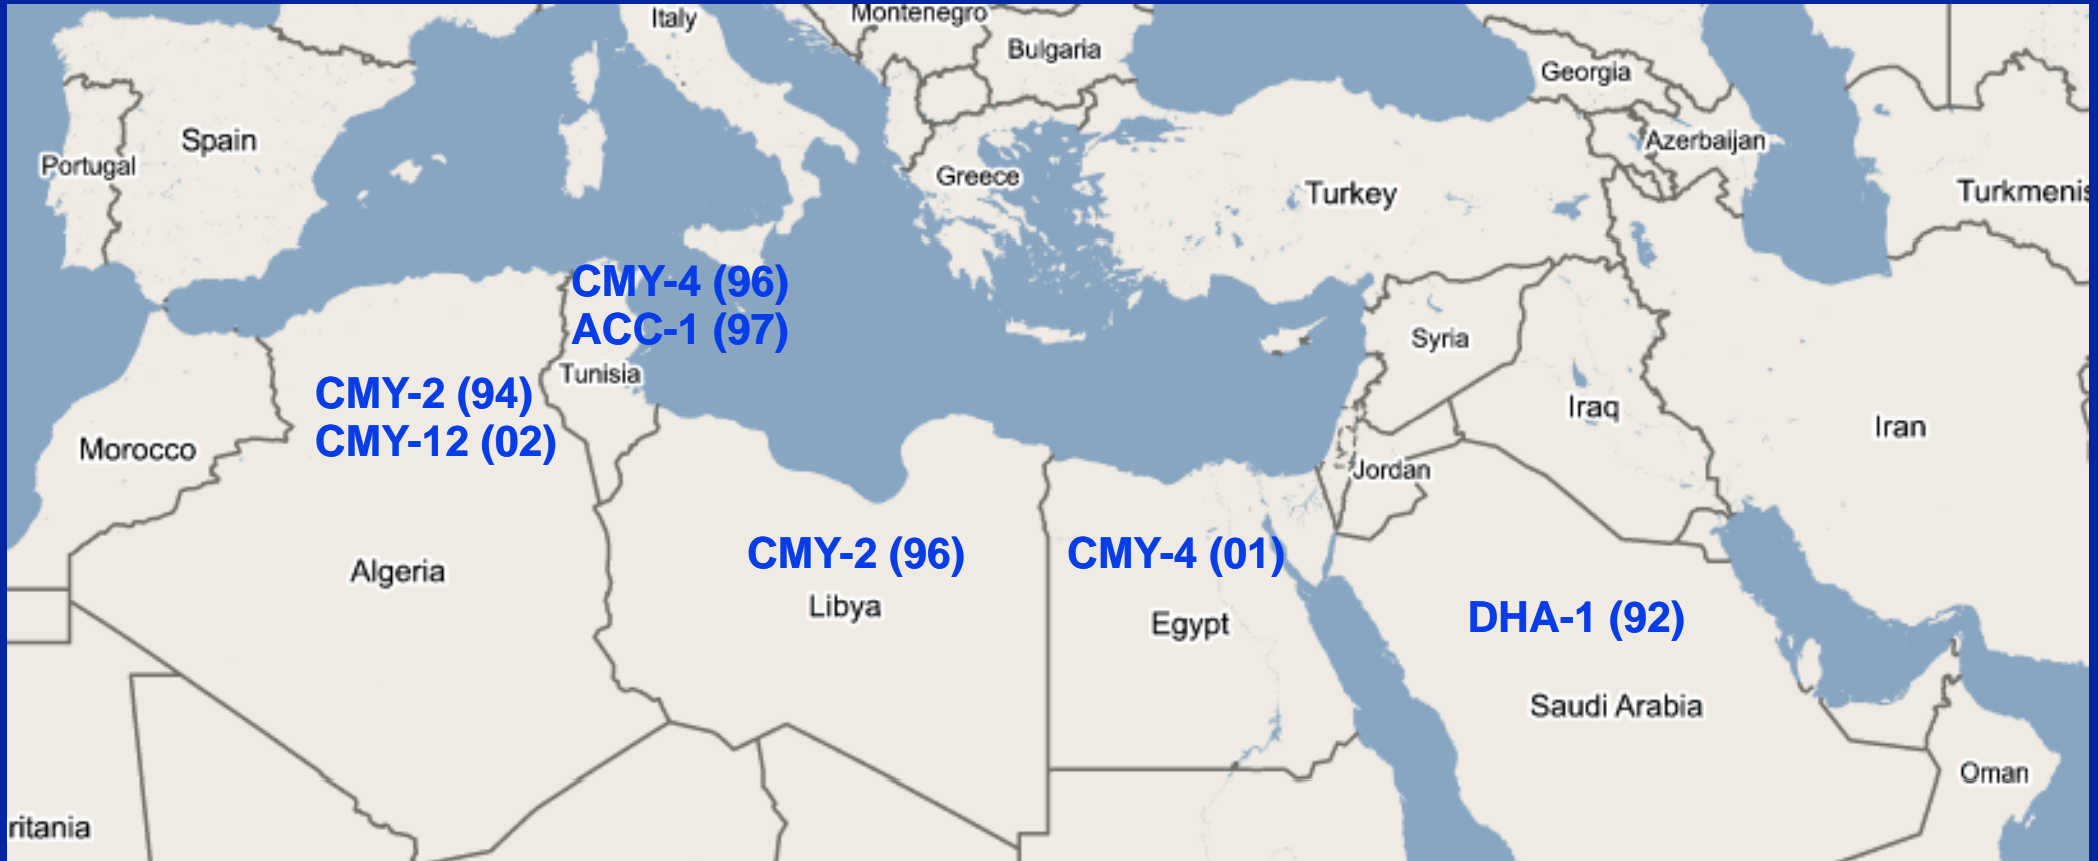 Italy
Montenegro
Bulgaria
Georgia
Spain
Portugal
Azerbaijan
Greece
Turkey
Turkmenis
CMY-4 (96)
ACC-1 (97)
Tunisia
Syria
CMY-2 (94)
CMY-12 (02)
Morocco
Iraq
Iran
Jordan
Algeria
CMY-2 (96)
Libya
CMY-4 (01)
Egypt
DHA-1 (92)
Saudi Arabia
Oman
ritania